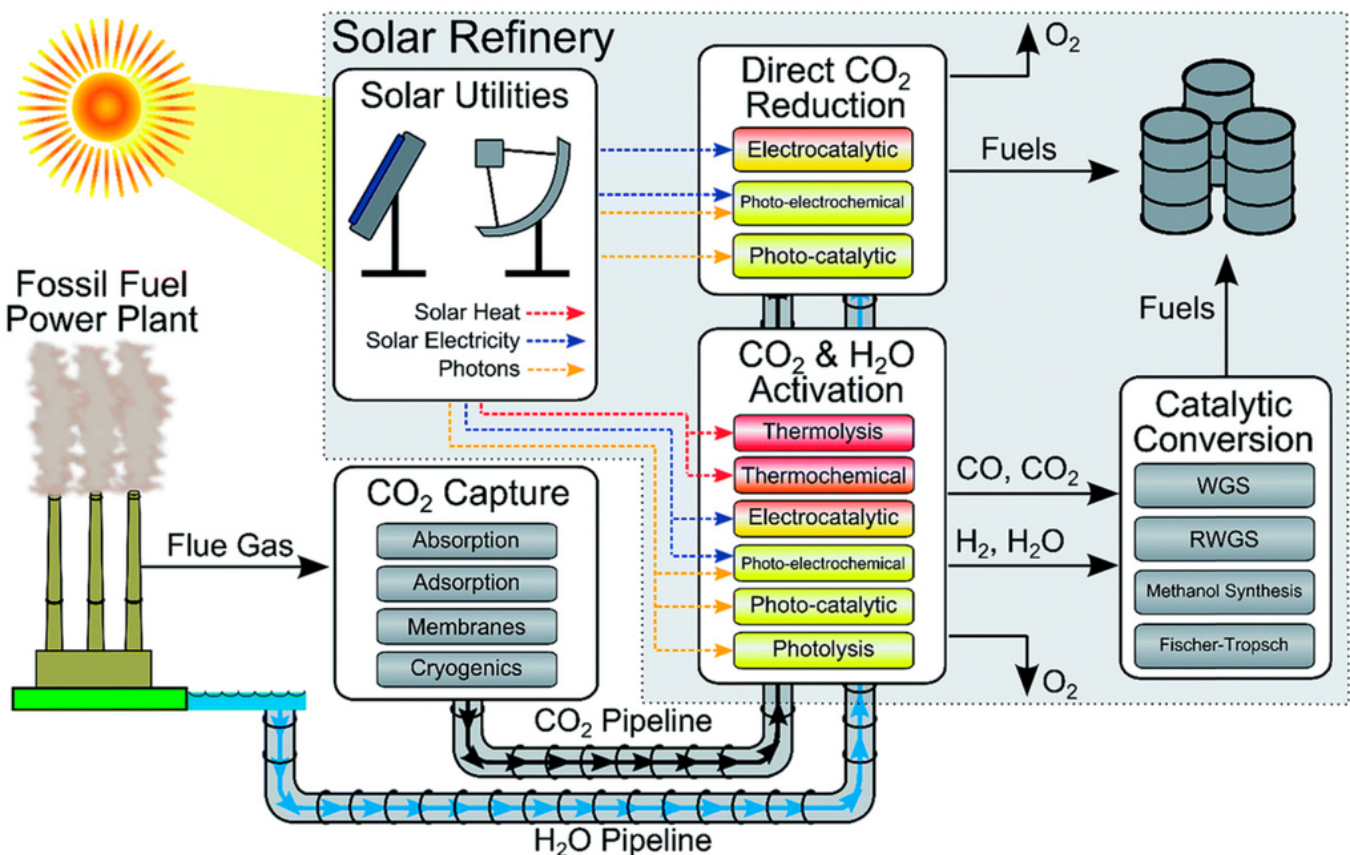 Solar Refinery
Solar Utilities
Solar Heat
Solar Electricity
Photons
Direct CO₂
Reduction
Electrocatalytic
Photo-electrochemical
Photo-catalytic
O₂
Fuels
Fossil Fuel
Power Plant
Flue Gas
CO₂ Capture
Absorption
Adsorption
Membranes
Cryogenics
CO₂ & H₂O
Activation
Thermolysis
Thermochemical
Electrocatalytic
Photo-electrochemical
Photo-catalytic
Photolysis
CO, CO₂
H₂, H₂O
O₂
Fuels
Catalytic
Conversion
WGS
RWGS
Methanol Synthesis
Fischer-Tropsch
CO₂ Pipeline
H₂O Pipeline